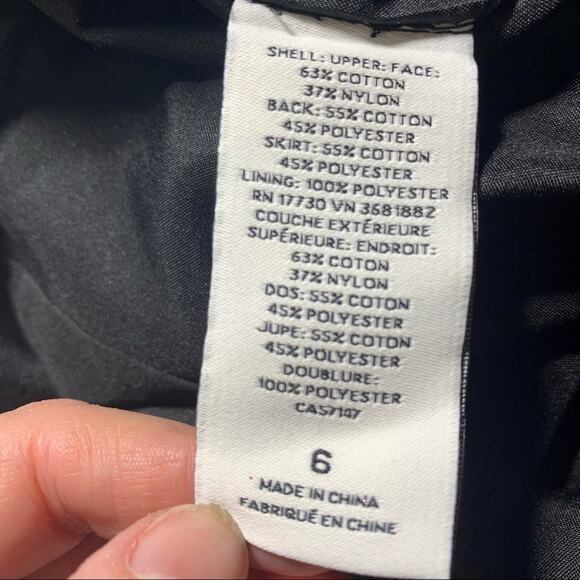 SHELL: UPPER: FACE:
63% COTTON
37% NYLON
BACK: 55% COTTON
45% POLYESTER
SKIRT: 55% COTTON
45% POLYESTER
LINING: 100% POLYESTER
RN 17730 VN 3681882
COUCHE EXTÉRIEURE
SUPÉRIEURE: ENDROIT:
63% COTON
37% NYLON
DOS: 55% COTON
45% POLYESTER
JUPE: 55% COTON
45% POLYESTER
DOUBLURE:
100% POLYESTER
CA57147
6
MADE IN CHINA
FABRIQUÉ EN CHINE